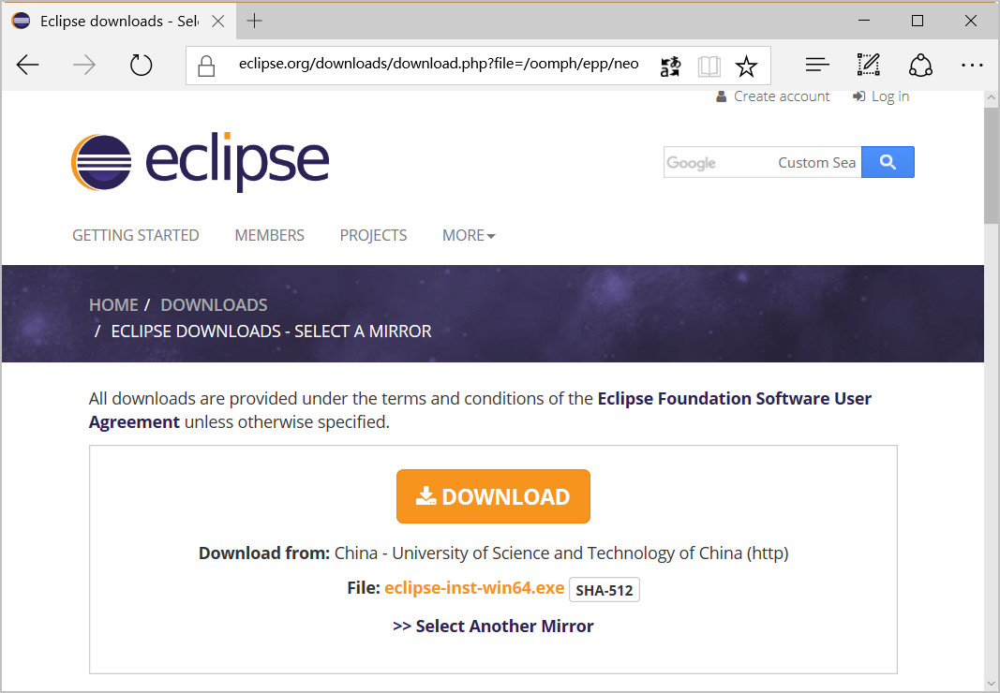 Eclipse downloads - Sele
eclipse.org/downloads/download.php?file=/oomph/epp/neo
Create account Log in
eclipse
Google Custom Sea
GETTING STARTED MEMBERS PROJECTS MORE
HOME / DOWNLOADS
/ ECLIPSE DOWNLOADS - SELECT A MIRROR
All downloads are provided under the terms and conditions of the Eclipse Foundation Software User
Agreement unless otherwise specified.
DOWNLOAD
Download from: China - University of Science and Technology of China (http)
File: eclipse-inst-win64.exe SHA-512
>> Select Another Mirror